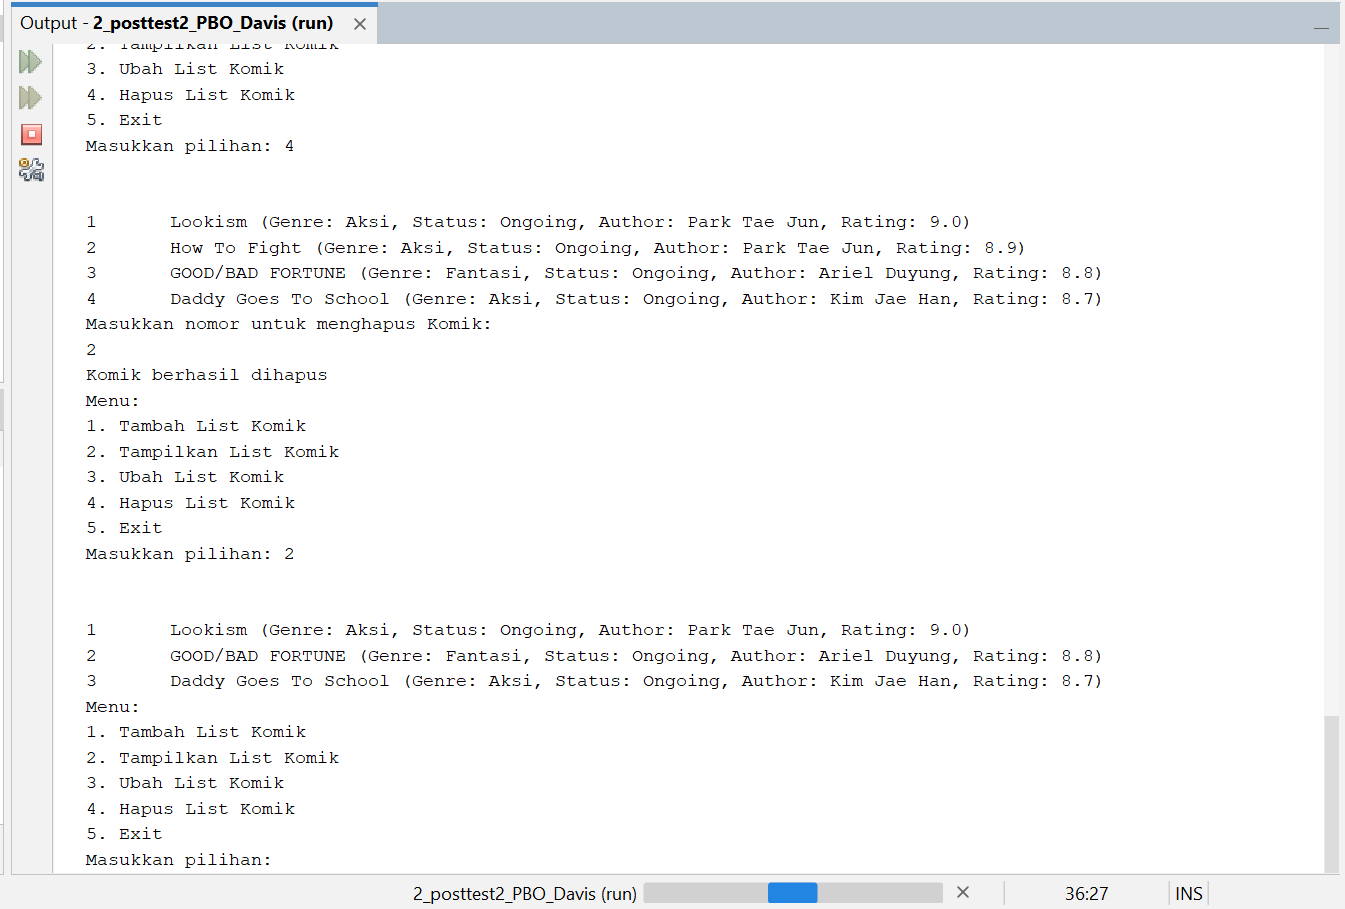 Output - 2_posttest2_PBO_Davis (run)
2. Tampilkan List Komik
3. Ubah List Komik
4. Hapus List Komik
5. Exit
Masukkan pilihan: 4
1 Lookism (Genre: Aksi, Status: Ongoing, Author: Park Tae Jun, Rating: 9.0)
2 How To Fight (Genre: Aksi, Status: Ongoing, Author: Park Tae Jun, Rating: 8.9)
3 GOOD/BAD FORTUNE (Genre: Fantasi, Status: Ongoing, Author: Ariel Duyung, Rating: 8.8)
4 Daddy Goes To School (Genre: Aksi, Status: Ongoing, Author: Kim Jae Han, Rating: 8.7)
Masukkan nomor untuk menghapus Komik:
2
Komik berhasil dihapus
Menu:
1. Tambah List Komik
2. Tampilkan List Komik
3. Ubah List Komik
4. Hapus List Komik
5. Exit
Masukkan pilihan: 2
1 Lookism (Genre: Aksi, Status: Ongoing, Author: Park Tae Jun, Rating: 9.0)
2 GOOD/BAD FORTUNE (Genre: Fantasi, Status: Ongoing, Author: Ariel Duyung, Rating: 8.8)
3 Daddy Goes To School (Genre: Aksi, Status: Ongoing, Author: Kim Jae Han, Rating: 8.7)
Menu:
1. Tambah List Komik
2. Tampilkan List Komik
3. Ubah List Komik
4. Hapus List Komik
5. Exit
Masukkan pilihan:
2_posttest2_PBO_Davis (run) 36:27 INS